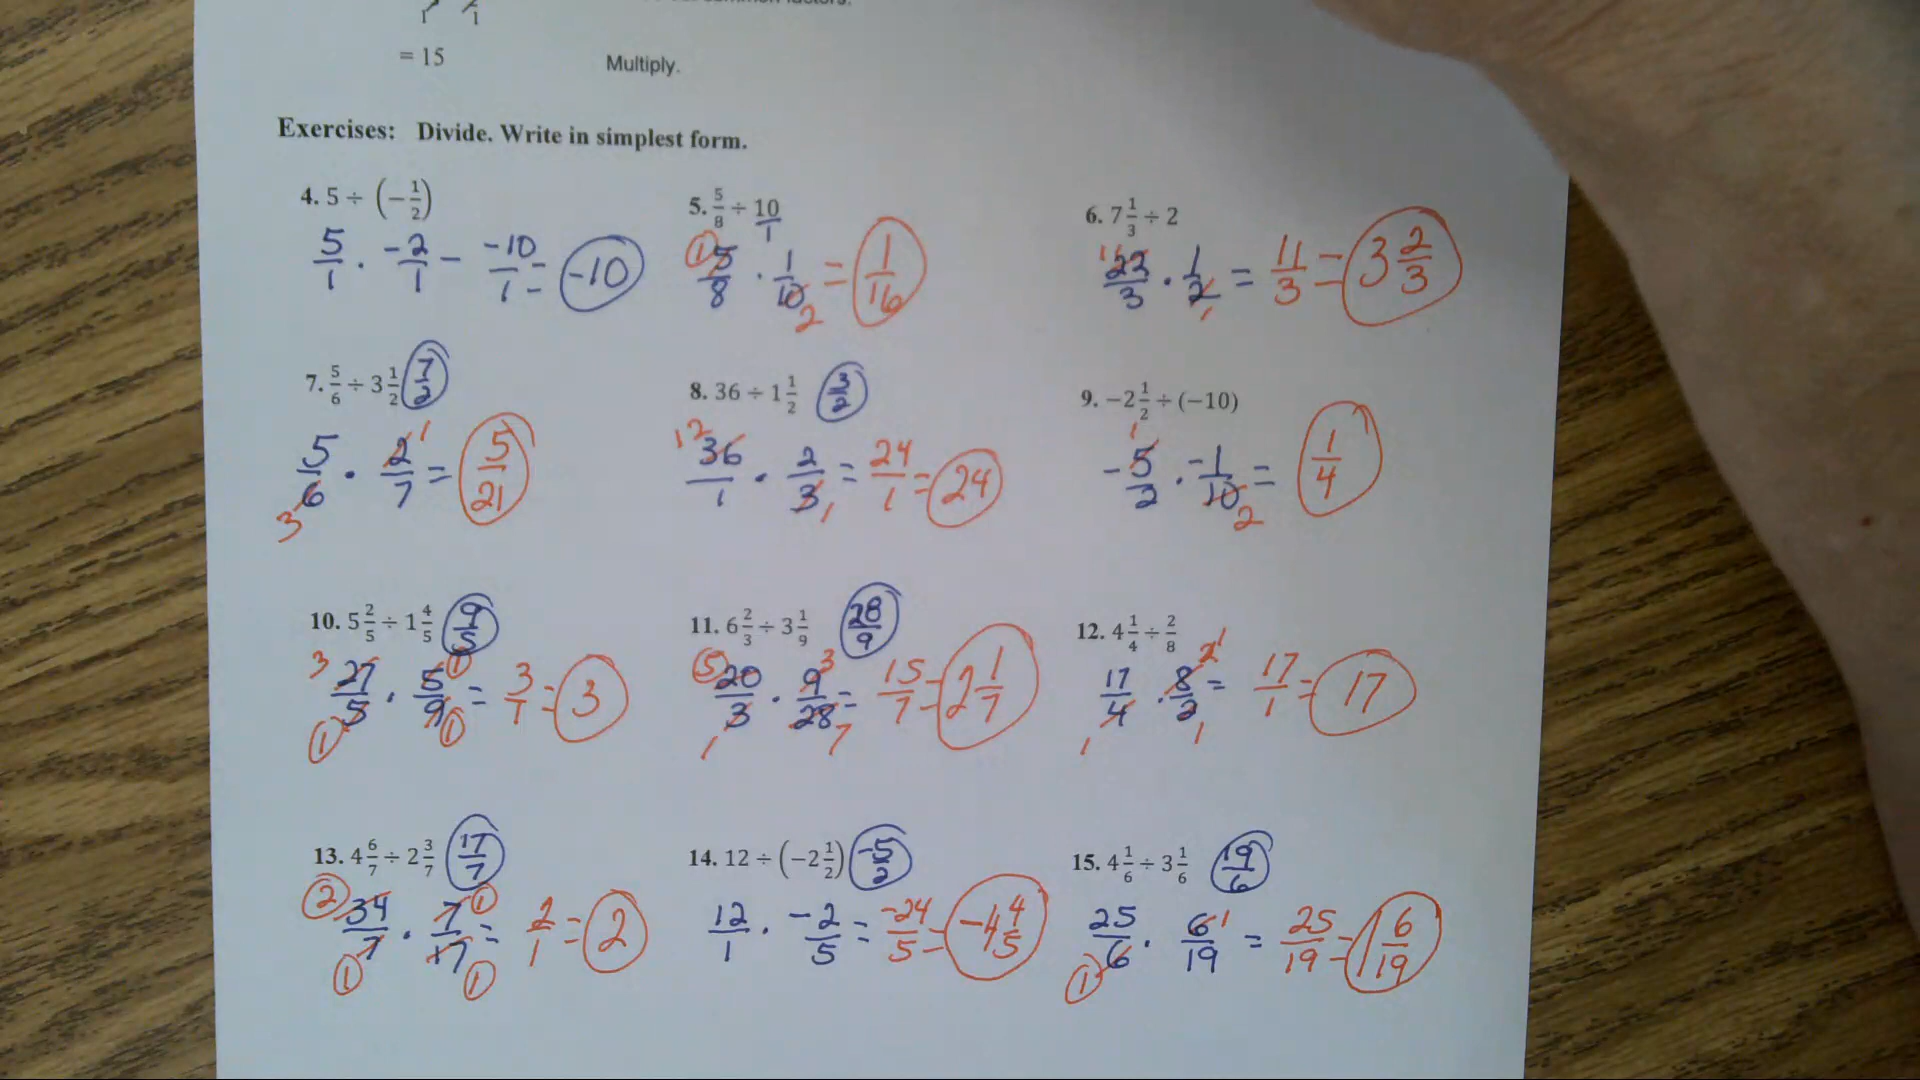 1 1
= 15 Multiply.
Exercises: Divide. Write in simplest form.
4. 5 ÷ (−1/2) 5. 5/8 ÷ 10/1 6. 7 1/3 ÷ 2
5/1 · -2/1 - -10/1 = -10 1 5/8 · 1/10 2 = 1/16 11 22/3 · 1/2 1 = 11/3 = 3 2/3
7. 5/6 ÷ 3 1/2 7/2 8. 36 ÷ 1 1/2 3/2 9. −2 1/2 ÷ (−10)
5/6 3 · 2/7 1 = 5/21 12 36/1 · 2/3 1 = 24/1 = 24 1 -5/2 · -1/10 2 = 1/4
10. 5 2/5 ÷ 1 4/5 9/5 11. 6 2/3 ÷ 3 1/9 28/9 12. 4 1/4 ÷ 2/8
3 27/5 1 · 5/9 1 1 = 3/1 = 3 5 20/3 1 · 9/28 3 7 = 15/7 = 2 1/7 17/4 1 · 8/2 2 1 1 = 17/1 = 17
13. 4 6/7 ÷ 2 3/7 17/7 14. 12 ÷ (−2 1/2) -5/2 15. 4 1/6 ÷ 3 1/6 19/6
2 34/7 1 · 7/17 1 1 = 2/1 = 2 12/1 · -2/5 = -24/5 = -4 4/5 25/6 1 · 6/19 1 = 25/19 = 1 6/19